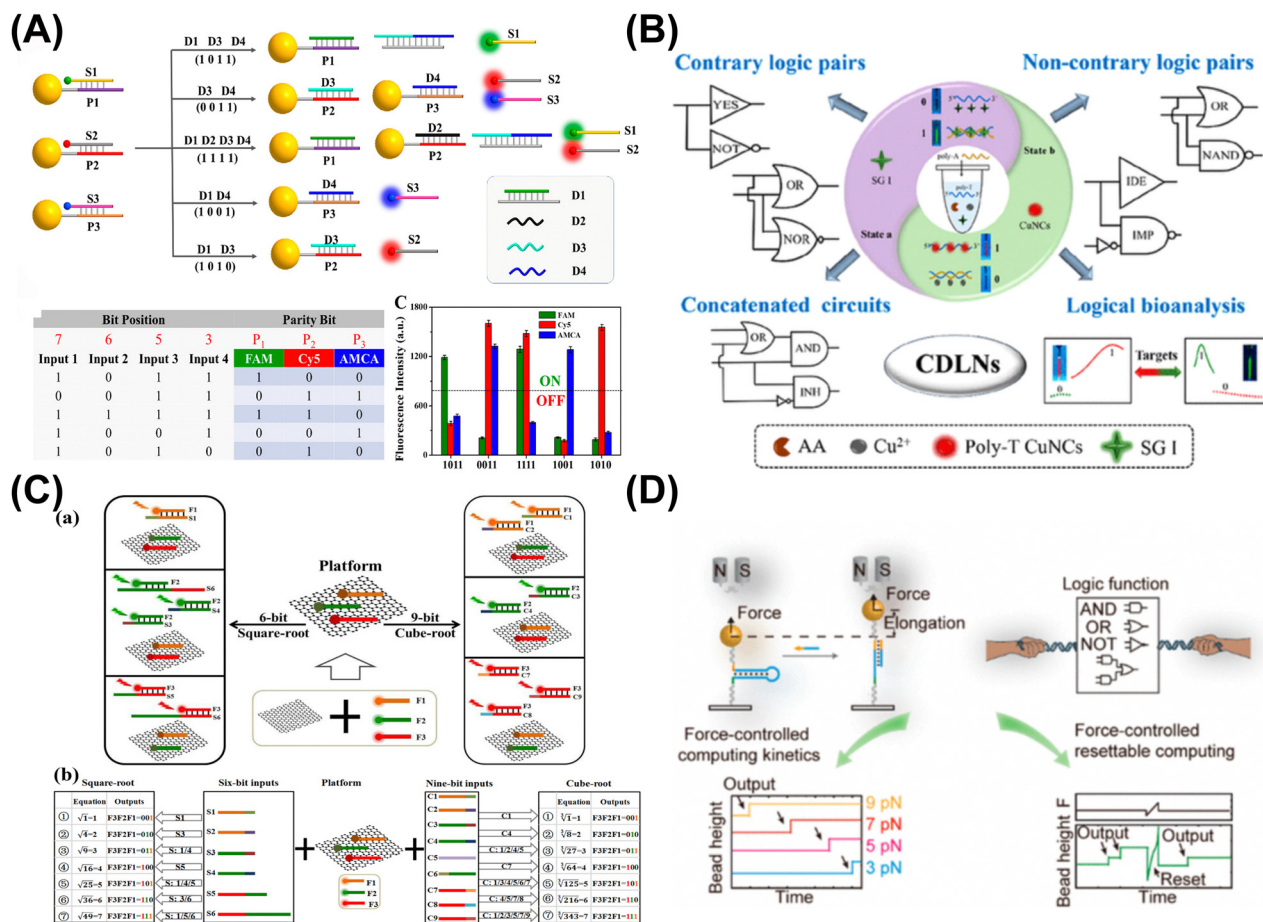 (A)
D1 D3 D4
(1 0 1 1)
P1
S1
S1
P1
D3 D4
(0 0 1 1)
D3
P2
D4
P3
S2
S3
S2
P2
D1 D2 D3 D4
(1 1 1 1)
P1
D2
P2
S1
S2
S3
P3
D1 D4
(1 0 0 1)
D4
P3
S3
D1 D3
(1 0 1 0)
D3
P2
S2
D1
D2
D3
D4
Bit Position Parity Bit
7 6 5 3 P1 P2 P3
Input 1 Input 2 Input 3 Input 4 FAM Cy5 AMCA
1 0 1 1 1 0 0
0 0 1 1 0 1 1
1 1 1 1 1 1 0
1 0 0 1 0 0 1
1 0 1 0 0 1 0
C
Fluorescence Intensity (a.u.)
1800
1200
600
0
FAM
Cy5
AMCA
ON
OFF
1011 0011 1111 1001 1010
(B)
Contrary logic pairs
Non-contrary logic pairs
YES
NOT
OR
NOR
OR
NAND
IDE
IMP
0
5' 3'
1
SG I
State a
State b
poly-A
poly-T
AA Cu2+
SG I
CuNCs
5' 3' 1
0
Concatenated circuits
OR
AND
INH
CDLNs
Logical bioanalysis
1
0
Targets
1
0
AA Cu2+ Poly-T CuNCs SG I
(C)
(a)
F1
S1
F2
S6
F2
S4
F2
S3
F3
S5
F3
S6
Platform
6-bit
Square-root
9-bit
Cube-root
F1
F2
F3
F1
C1
F1
C2
F2
C3
F2
C4
F3
C7
F3
C9
F3
C8
(b)
Square-root Six-bit inputs Platform Nine-bit inputs Cube-root
Equation Outputs
① √1=1 F3F2F1=001 S1
② √4=2 F3F2F1=010 S3
③ √9=3 F3F2F1=011 S: 1/4
④ √16=4 F3F2F1=100 S5
⑤ √25=5 F3F2F1=101 S: 1/4/5
⑥ √36=6 F3F2F1=110 S: 3/6
⑦ √49=7 F3F2F1=111 S: 1/5/6
S1
S2
S3
S4
S5
S6
F1
F2
F3
C1
C2
C3
C4
C5
C6
C7
C8
C9
Equation Outputs
C1 ① ∛1=1 F3F2F1=001
C4 ② ∛8=2 F3F2F1=010
C: 1/2/4/5 ③ ∛27=3 F3F2F1=011
C7 ④ ∛64=4 F3F2F1=100
C: 1/3/4/5/6/7 ⑤ ∛125=5 F3F2F1=101
C: 4/5/7/8 ⑥ ∛216=6 F3F2F1=110
C: 1/2/3/5/7/9 ⑦ ∛343=7 F3F2F1=111
(D)
N S
Force
N S
Force
Elongation
Logic function
AND
OR
NOT
Force-controlled
computing kinetics
Force-controlled
resettable computing
Bead height
Output
9 pN
7 pN
5 pN
3 pN
Time
Bead height F
Output
Output
Reset
Time